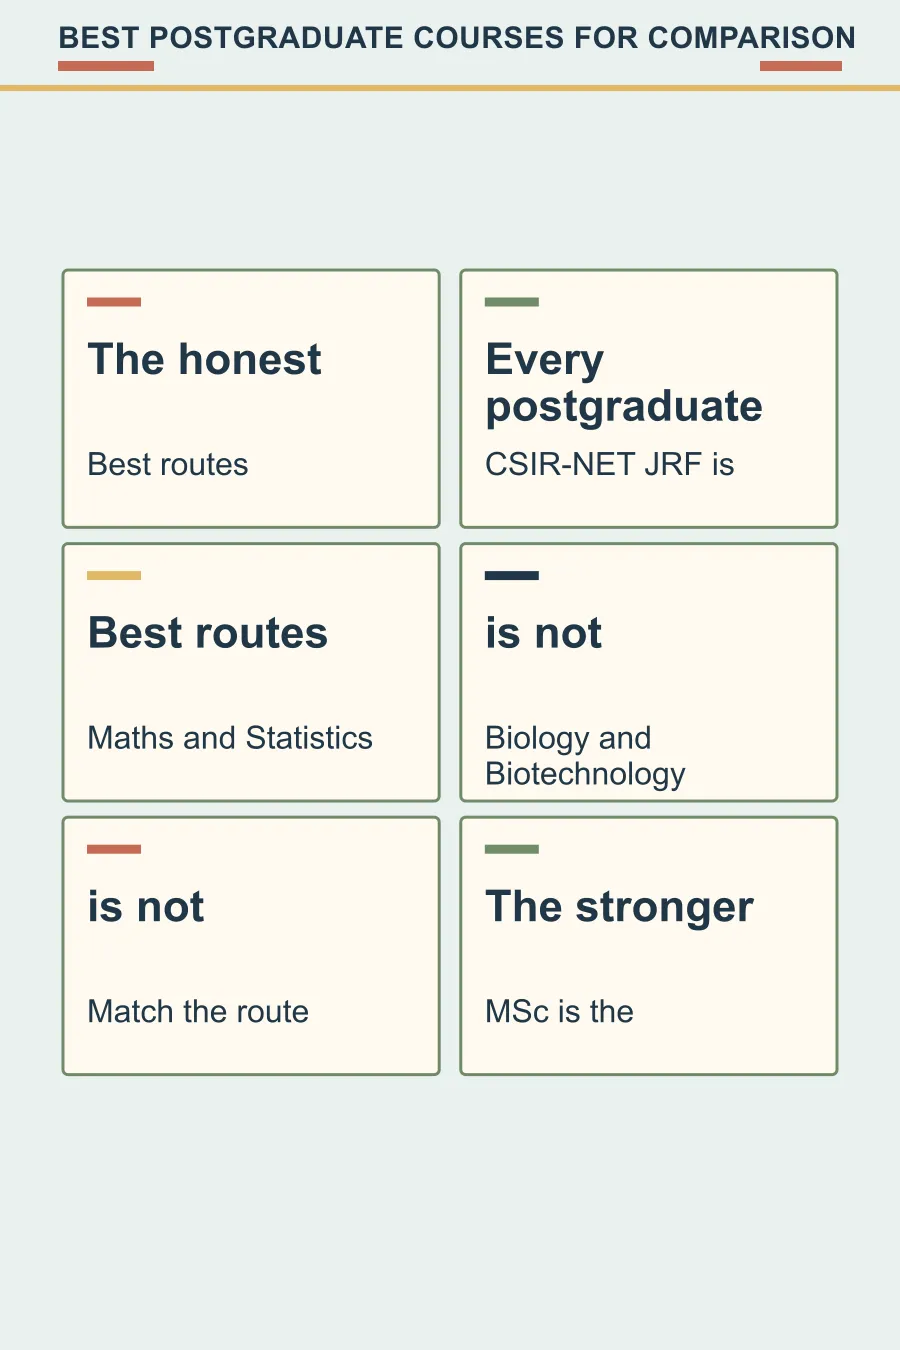 BEST POSTGRADUATE COURSES FOR COMPARISON
The honest
Best routes
Every
postgraduate
CSIR-NET JRF is
Best routes
Maths and Statistics
is not
Biology and
Biotechnology
is not
Match the route
The stronger
MSc is the